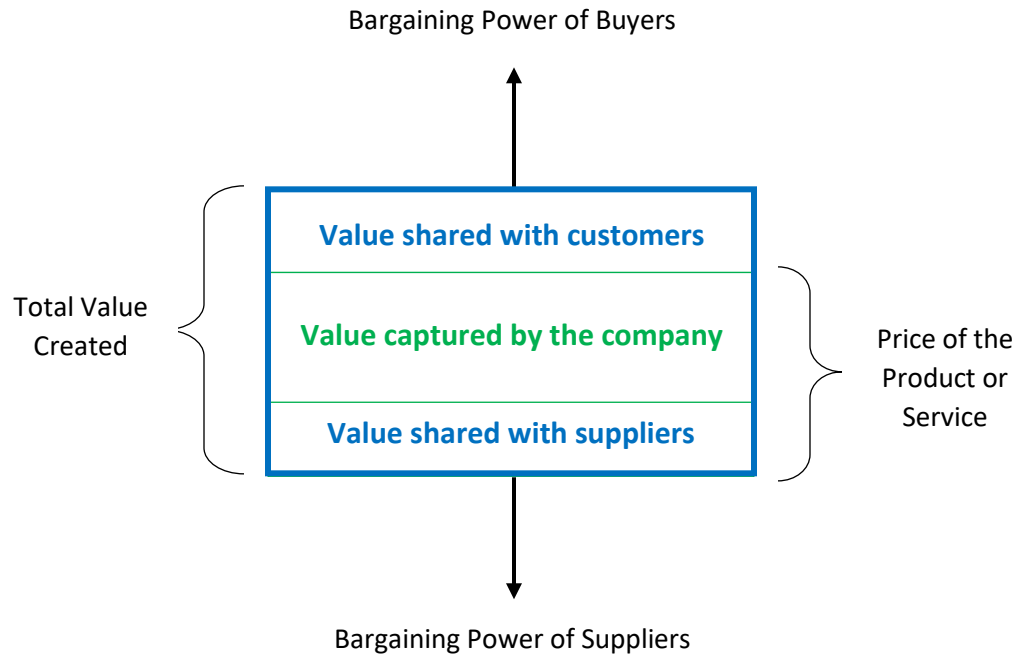 Bargaining Power of Buyers
Value shared with customers
Total Value
Created
Value captured by the company
Price of the
Product or
Service
Value shared with suppliers
Bargaining Power of Suppliers